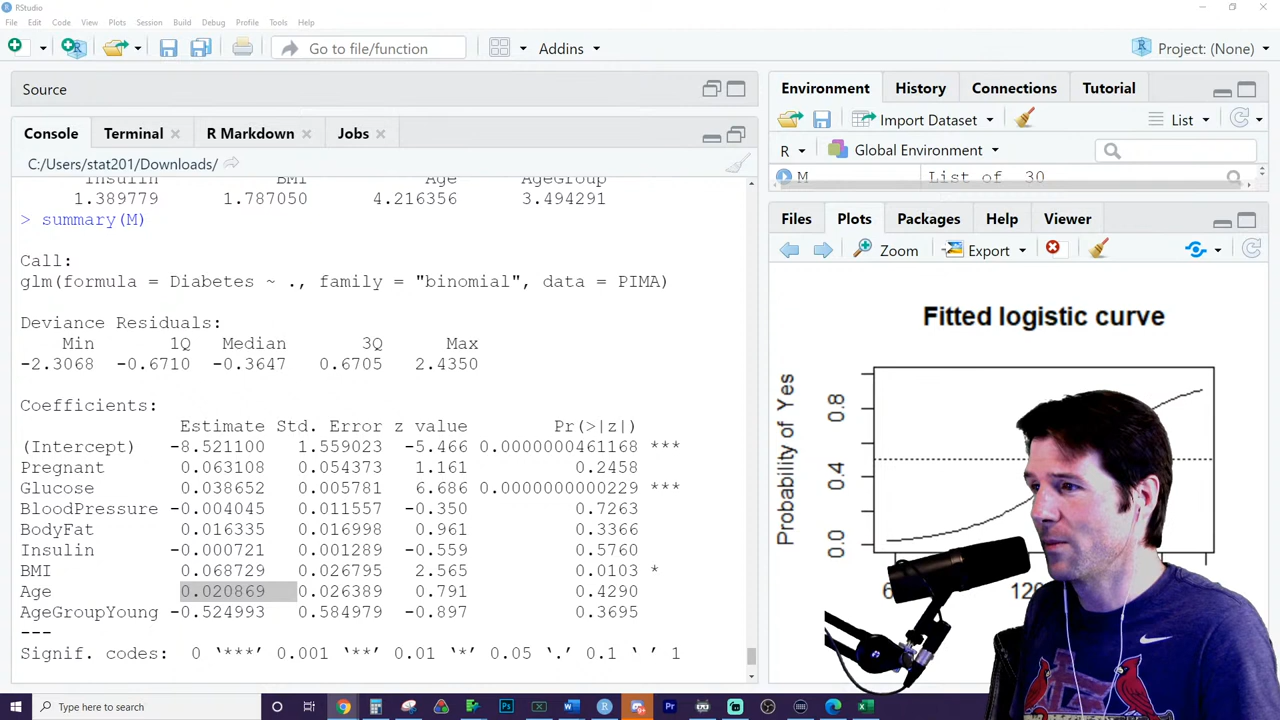 RStudio
File Edit Code View Plots Session Build Debug Profile Tools Help
Go to file/function Addins Project: (None)
Source
Console Terminal R Markdown Jobs
C:/Users/stat201/Downloads/
Insulin BMI Age AgeGroup
1.389779 1.787050 4.216356 3.494291
> summary(M)
Call:
glm(formula = Diabetes ~ ., family = "binomial", data = PIMA)
Deviance Residuals:
Min 1Q Median 3Q Max
-2.3068 -0.6710 -0.3647 0.6705 2.4350
Coefficients:
Estimate Std. Error z value Pr(>|z|)
(Intercept) -8.521100 1.559023 -5.466 0.0000000461168 ***
Pregnant 0.063108 0.054373 1.161 0.2458
Glucose 0.038652 0.005781 6.686 0.0000000000229 ***
BloodPressure -0.004045 0.011557 -0.350 0.7263
BodyFat 0.016335 0.016998 0.961 0.3366
Insulin -0.000721 0.001289 -0.559 0.5760
BMI 0.068729 0.026795 2.565 0.0103 *
Age 0.020869 0.026389 0.791 0.4290
AgeGroupYoung -0.524993 0.584979 -0.897 0.3695
---
Signif. codes: 0 ‘***’ 0.001 ‘**’ 0.01 ‘*’ 0.05 ‘.’ 0.1 ‘ ’ 1
Environment History Connections Tutorial
Import Dataset List
R Global Environment
M List of 30
Files Plots Packages Help Viewer
Zoom Export
Fitted logistic curve
Probability of Yes
0.8
0.4
0.0
Type here to search